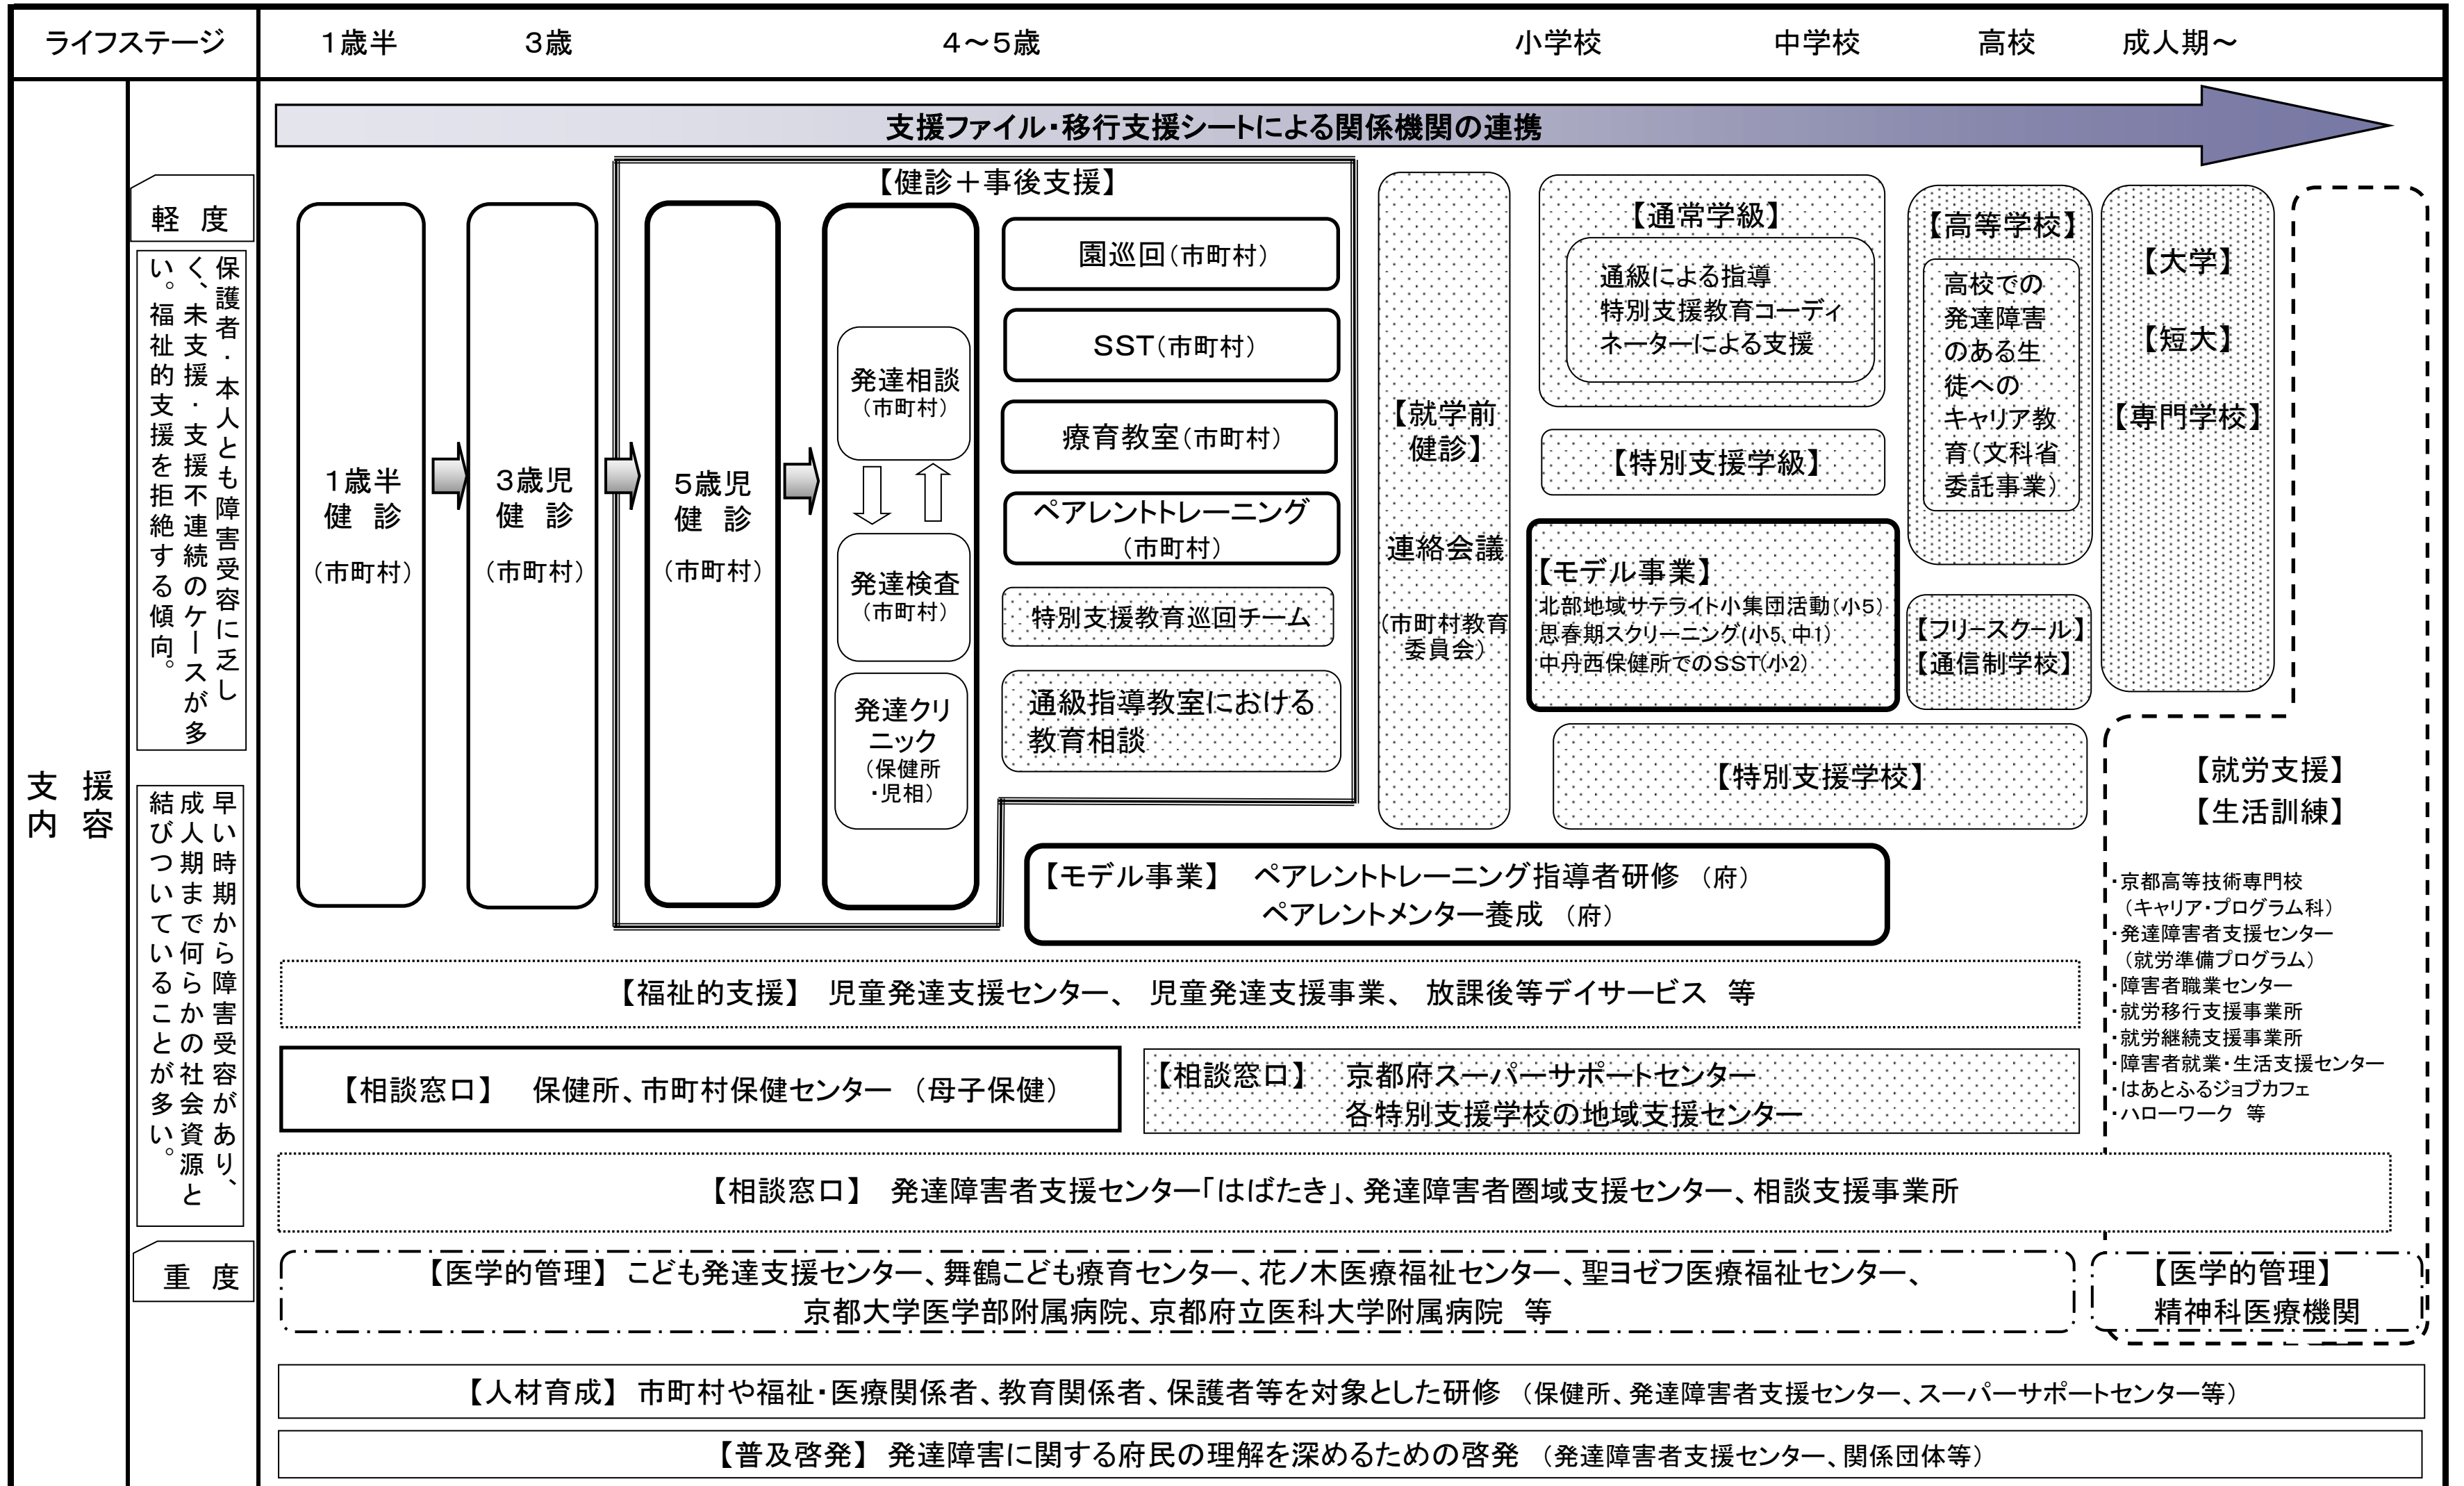 ライフステージ
１歳半
３歳
４～５歳
小学校
中学校
高校
成人期～
支援ファイル・移行支援シートによる関係機関の連携
支　援
内　容
軽　度
保護者・本人とも障害受容に乏し
く、未支援・支援不連続のケースが多
い。福祉的支援を拒絶する傾向。
早い時期から障害受容があり、
成人期まで何らかの社会資源と
結びついていることが多い。
重　度
１歳半
健　診
（市町村）
３歳児
健　診
（市町村）
【健診＋事後支援】
５歳児
健　診
（市町村）
発達相談
（市町村）
発達検査
（市町村）
発達クリ
ニック
（保健所
・児相）
園巡回（市町村）
SST（市町村）
療育教室（市町村）
ペアレントトレーニング
（市町村）
特別支援教育巡回チーム
通級指導教室における
教育相談
【就学前
健診】
連絡会議
（市町村教育
委員会）
【通常学級】
通級による指導
特別支援教育コーディ
ネーターによる支援
【特別支援学級】
【モデル事業】
北部地域サテライト小集団活動（小５）
思春期スクリーニング(小5、中1)
中丹西保健所でのSST(小2)
【特別支援学校】
【高等学校】
高校での
発達障害
のある生
徒への
キャリア教
育（文科省
委託事業）
【フリースクール】
【通信制学校】
【大学】
【短大】
【専門学校】
【就労支援】
【生活訓練】
・京都高等技術専門校
（キャリア・プログラム科）
・発達障害者支援センター
（就労準備プログラム）
・障害者職業センター
・就労移行支援事業所
・就労継続支援事業所
・障害者就業・生活支援センター
・はあとふるジョブカフェ
・ハローワーク　等
【モデル事業】　ペアレントトレーニング指導者研修　（府）
ペアレントメンター養成　（府）
【福祉的支援】　児童発達支援センター、　児童発達支援事業、　放課後等デイサービス　等
【相談窓口】　保健所、市町村保健センター　（母子保健）
【相談窓口】　京都府スーパーサポートセンター
各特別支援学校の地域支援センター
【相談窓口】　発達障害者支援センター「はばたき」、発達障害者圏域支援センター、相談支援事業所
【医学的管理】こども発達支援センター、舞鶴こども療育センター、花ノ木医療福祉センター、聖ヨゼフ医療福祉センター、
京都大学医学部附属病院、京都府立医科大学附属病院　等
【医学的管理】
精神科医療機関
【人材育成】市町村や福祉・医療関係者、教育関係者、保護者等を対象とした研修　（保健所、発達障害者支援センター、スーパーサポートセンター等）
【普及啓発】発達障害に関する府民の理解を深めるための啓発　（発達障害者支援センター、関係団体等）